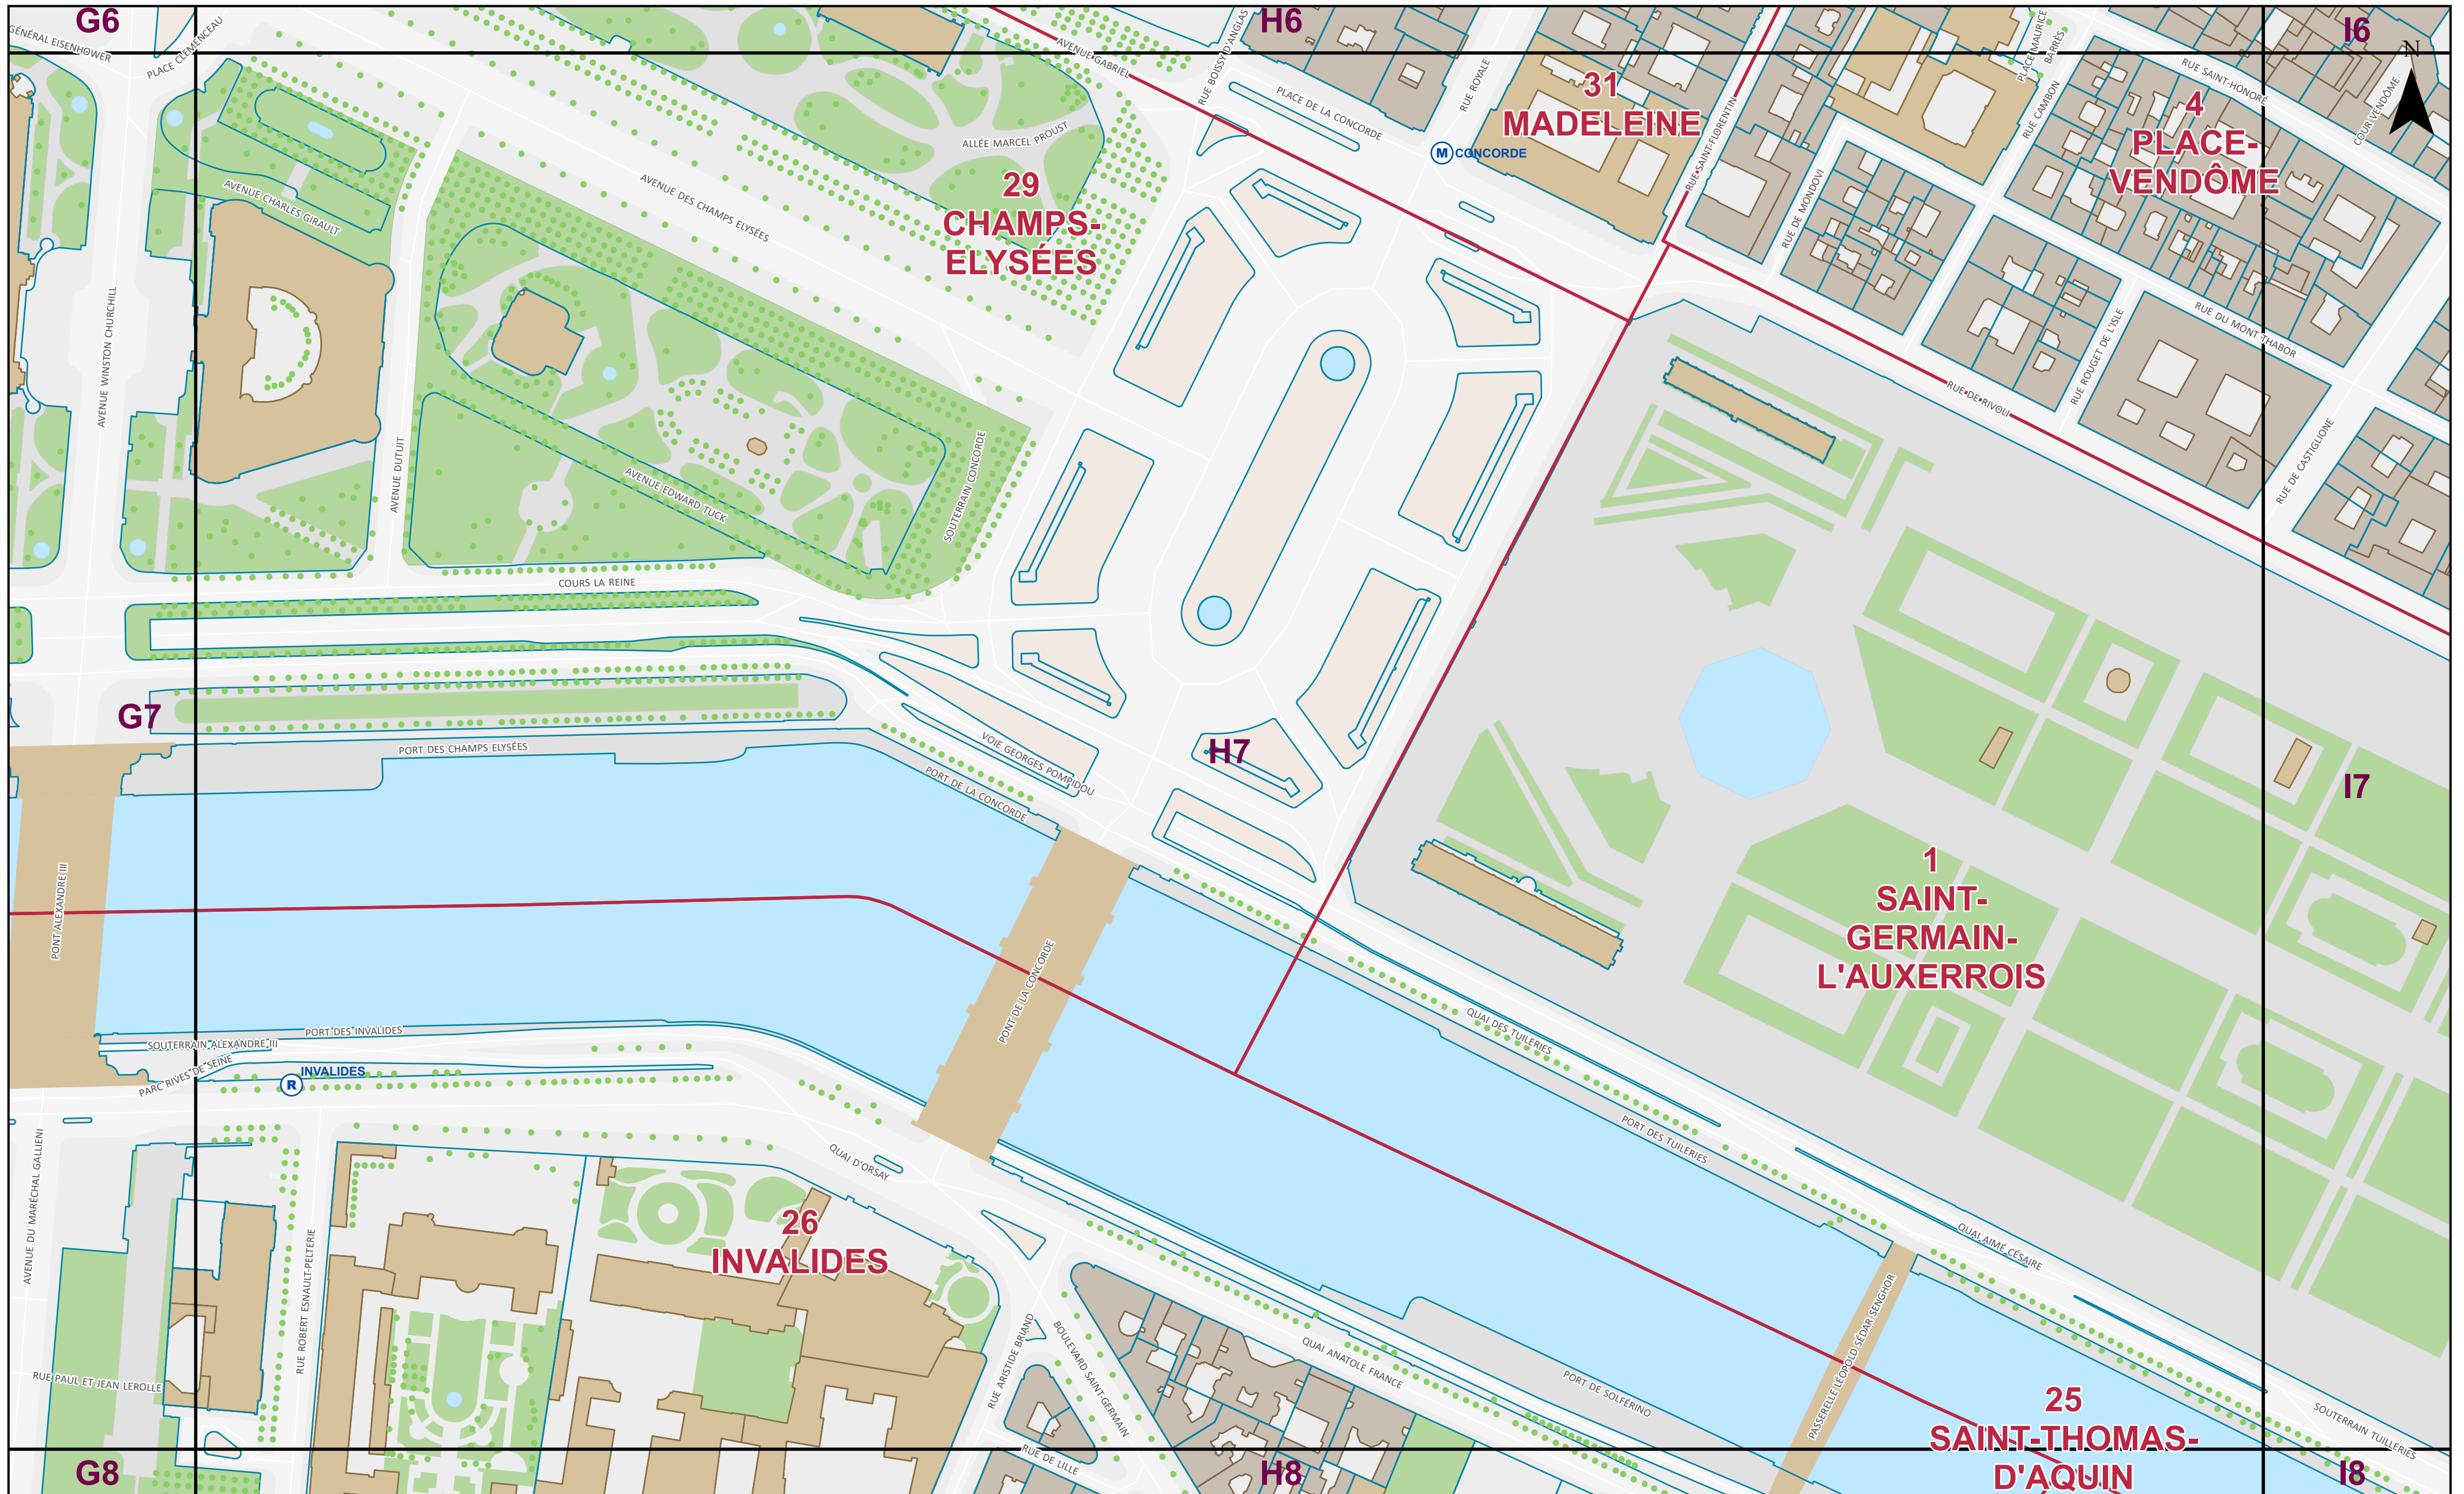 G6
H6
I6
N
GÉNÉRAL EISENHOWER
PLACE CLEMENCEAU
AVENUE GABRIEL
RUE BOISSY D'ANGLAS
PLACE DE LA CONCORDE
RUE ROYALE
31
MADELEINE
CONCORDE
M
RUE SAINT-FLORENTIN
PLACE MAURICE
BARRÈS
RUE CAMBON
RUE SAINT-HONORÉ
COUR VENDÔME
4
PLACE-
VENDÔME
ALLÉE MARCEL PROUST
29
CHAMPS-
ELYSÉES
AVENUE DES CHAMPS ELYSÉES
AVENUE CHARLES GIRAULT
RUE DE MONDOVI
AVENUE WINSTON CHURCHILL
RUE DU MONT THABOR
RUE ROUGET DE L'ISLE
RUE DE RIVOLI
RUE DE CASTIGLIONE
AVENUE DUTUIT
AVENUE EDWARD TUCK
SOUTERRAIN CONCORDE
COURS LA REINE
G7
H7
I7
PORT DES CHAMPS ELYSÉES
VOIE GEORGES POMPIDOU
PORT DE LA CONCORDE
PONT ALEXANDRE III
PONT DE LA CONCORDE
1
SAINT-
GERMAIN-
L'AUXERROIS
QUAI DES TUILERIES
PORT DES INVALIDES
SOUTERRAIN ALEXANDRE III
PARC RIVES DE SEINE
R
INVALIDES
PORT DES TUILERIES
QUAI D'ORSAY
AVENUE DU MARÉCHAL GALLIENI
RUE ROBERT ESNAULT-PELTERIE
26
INVALIDES
QUAI AIMÉ CÉSAIRE
PASSERELLE LÉOPOLD SÉDAR SENGHOR
RUE ARISTIDE BRIAND
BOULEVARD SAINT-GERMAIN
QUAI ANATOLE FRANCE
PORT DE SOLFÉRINO
RUE PAUL ET JEAN LEROLLE
25
SAINT-THOMAS-
D'AQUIN
SOUTERRAIN TUILLERIES
RUE DE LILLE
G8
H8
I8